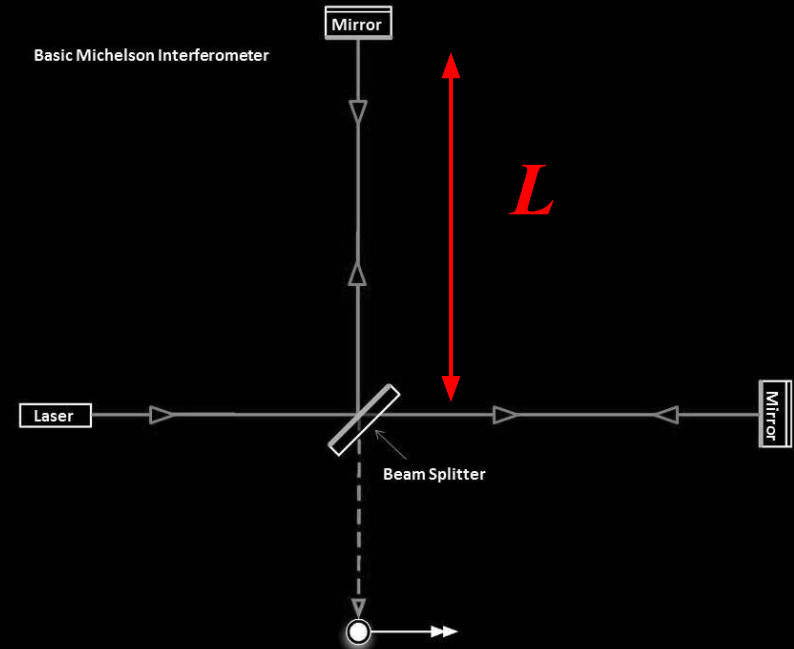 Mirror
Basic Michelson Interferometer
L
Laser
Mirror
Beam Splitter